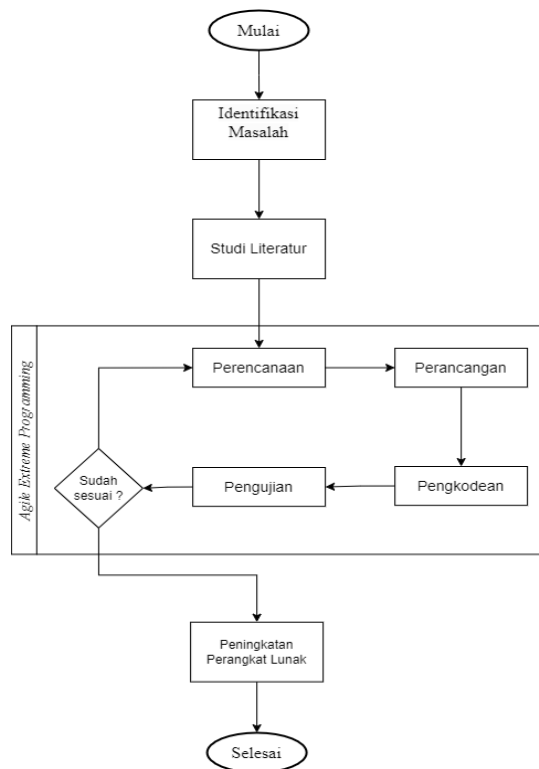 Mulai
Identifikasi
Masalah
Studi Literatur
Agile Extreme Programming
Perencanaan
Perancangan
Sudah
sesuai ?
Pengujian
Pengkodean
Peningkatan
Perangkat Lunak
Selesai